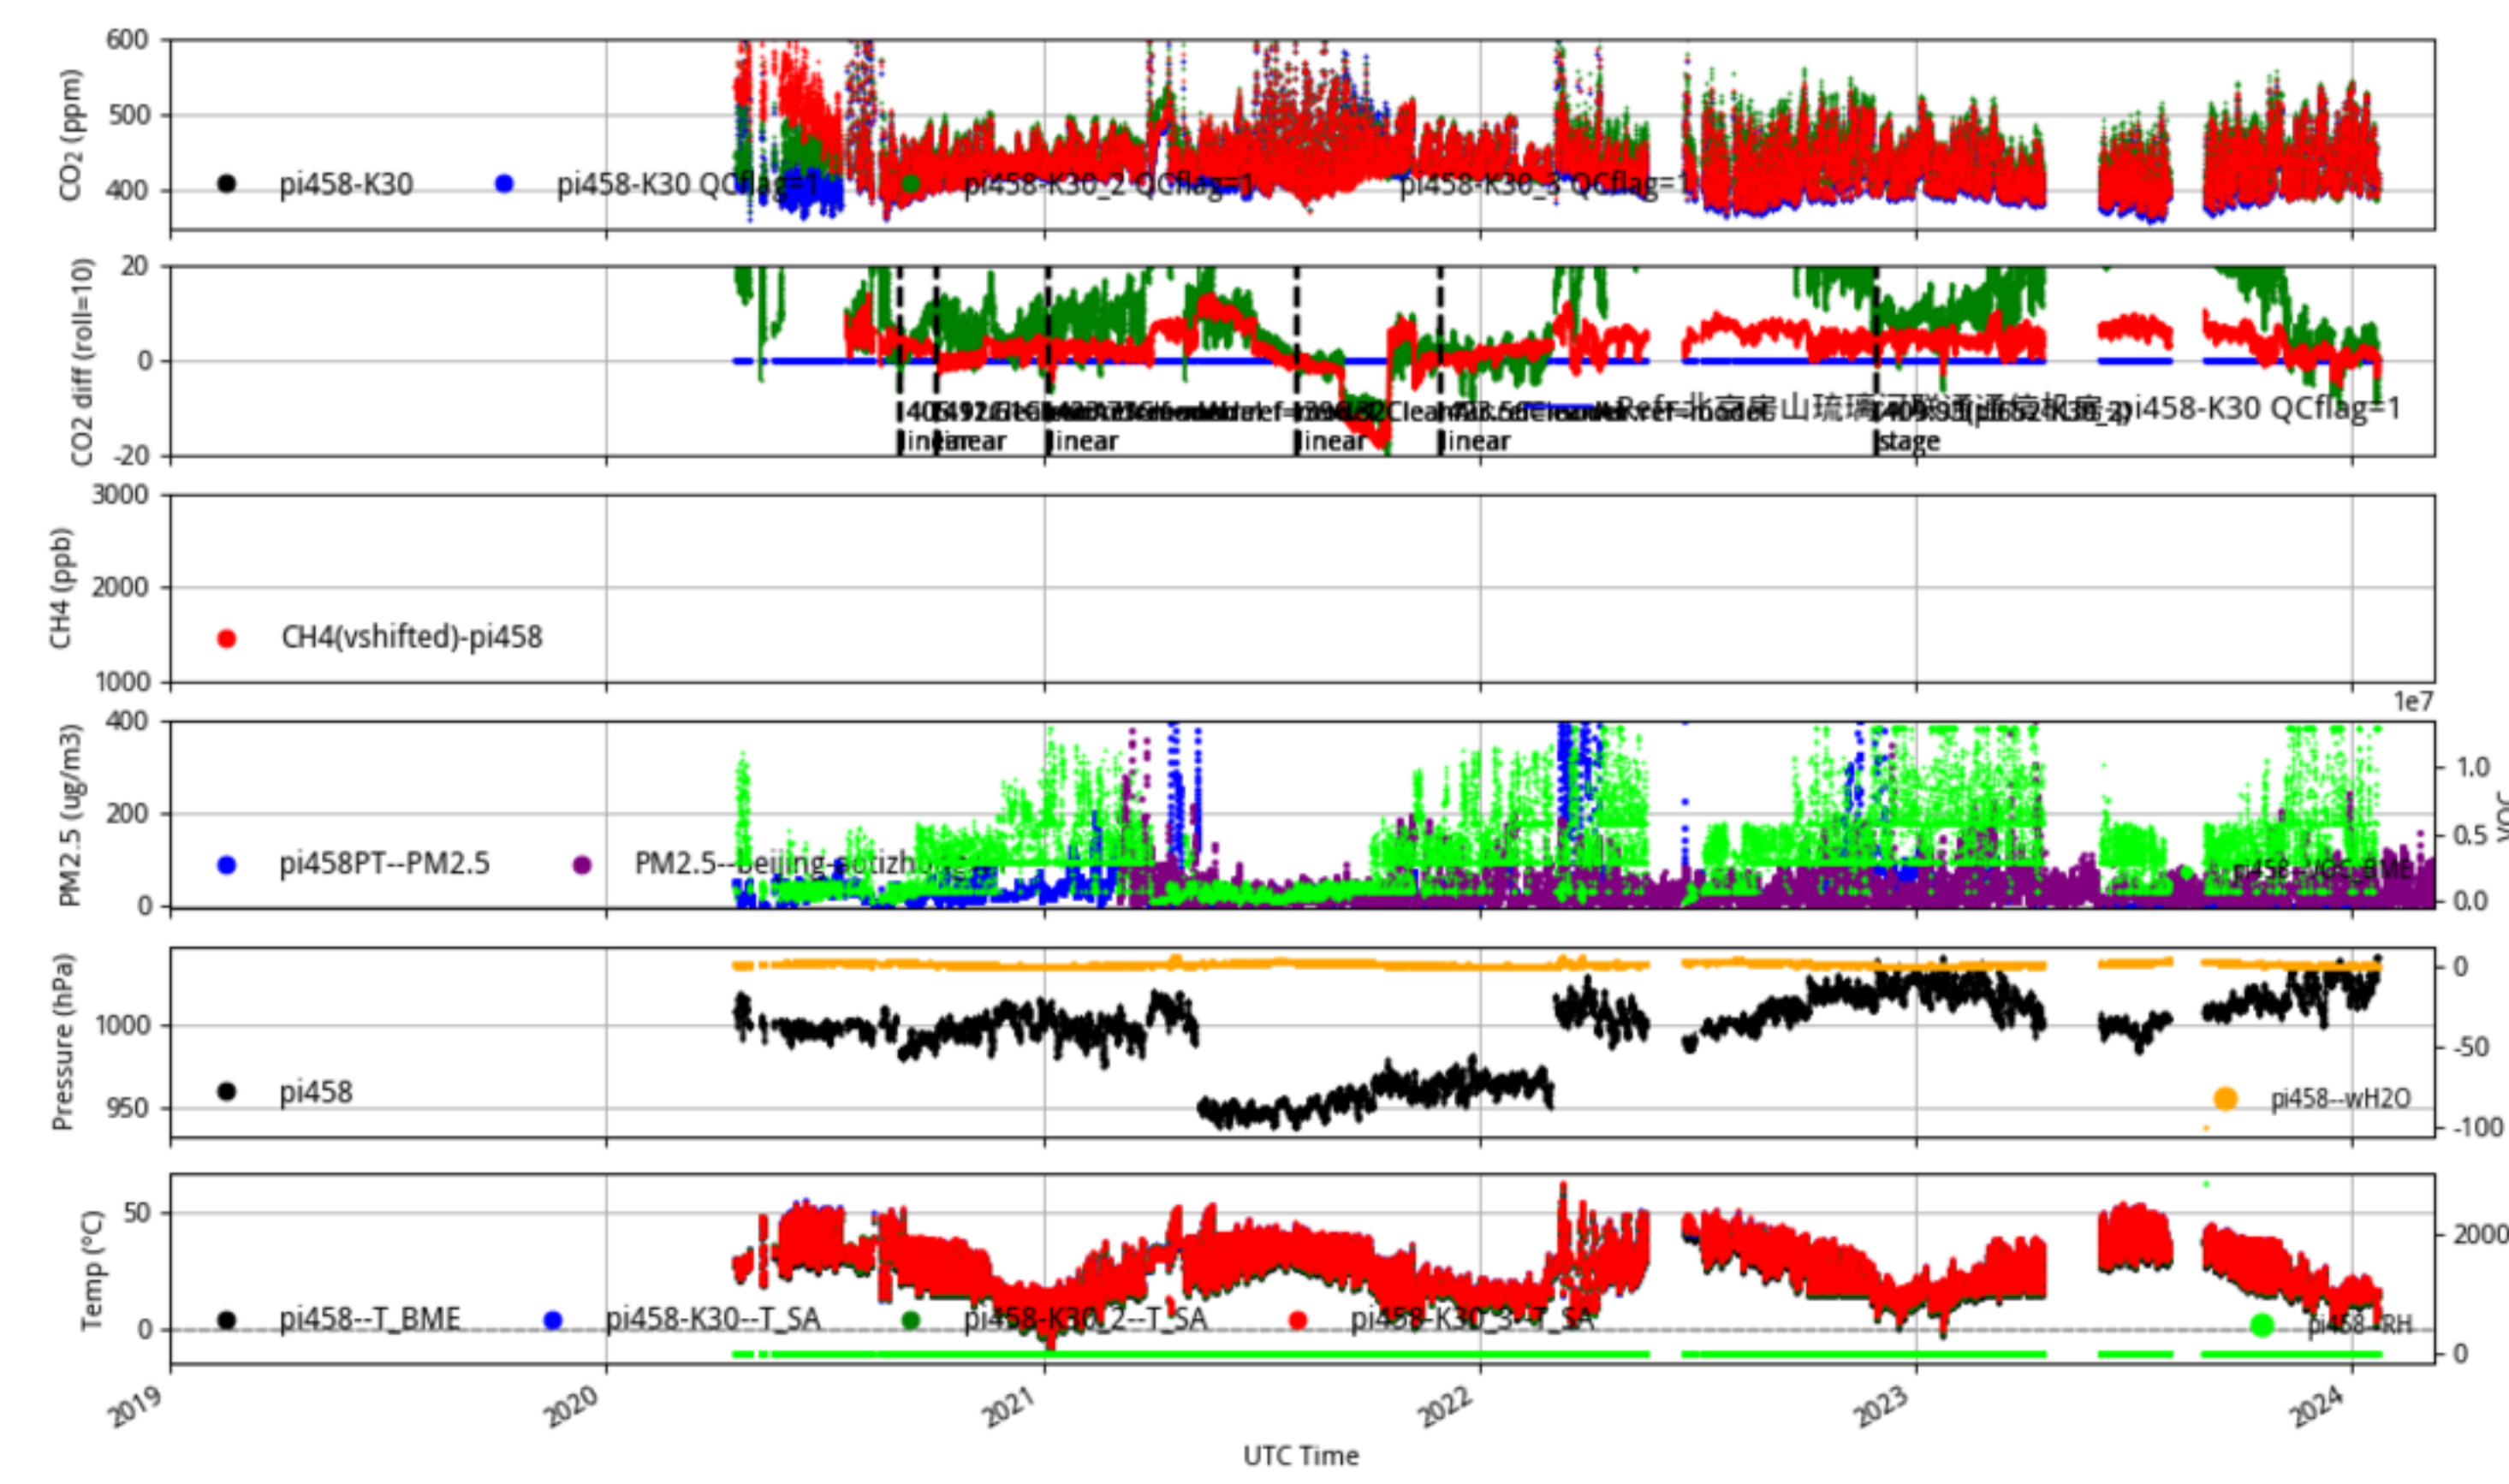 600
500
400
CO2 (ppm)
pi458-K30
pi458-K30 QCflag=1
pi458-K30_2 QCflag=1
pi458-K30_3 QCflag=1
20
0
-20
CO2 diff (roll=10)
pi458-K30 QCflag=1
linear
linear
linear
linear
stage
3000
2000
1000
CH4 (ppb)
CH4(vshifted)-pi458
1e7
400
200
0
PM2.5 (ug/m3)
pi458PT--PM2.5
1.0
0.5
0.0
VOC
1000
950
Pressure (hPa)
pi458
pi458--wH2O
0
-50
-100
50
0
Temp (°C)
pi458--T_BME
pi458-K30--T_SA
pi458-K30_2--T_SA
pi458-K30_3--T_SA
pi458--RH
2000
0
2019
2020
2021
2022
2023
2024
UTC Time